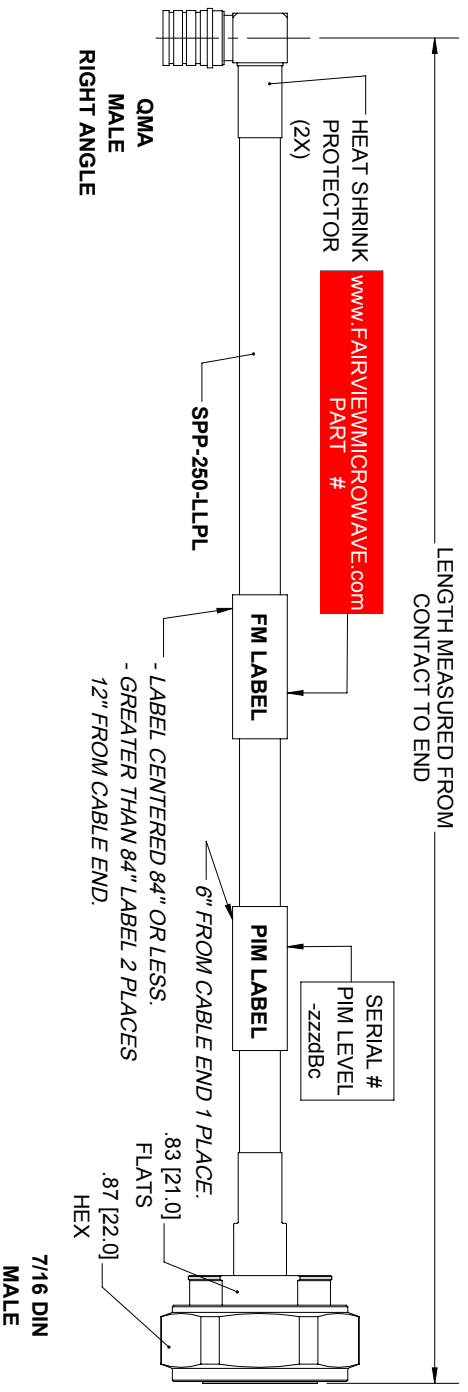 LENGTH MEASURED FROM
CONTACT TO END
HEAT SHRINK
PROTECTOR
(2X)
www.FAIRVIEWMICROWAVE.com
PART #
SERIAL #
PIM LEVEL
-zzzdBc
FM LABEL
PIM LABEL
QMA
MALE
RIGHT ANGLE
SPP-250-LLPL
- LABEL CENTERED 84" OR LESS.
- GREATER THAN 84" LABEL 2 PLACES
12" FROM CABLE END.
6" FROM CABLE END 1 PLACE.
.83 [21.0]
FLATS
.87 [22.0]
HEX
7/16 DIN
MALE